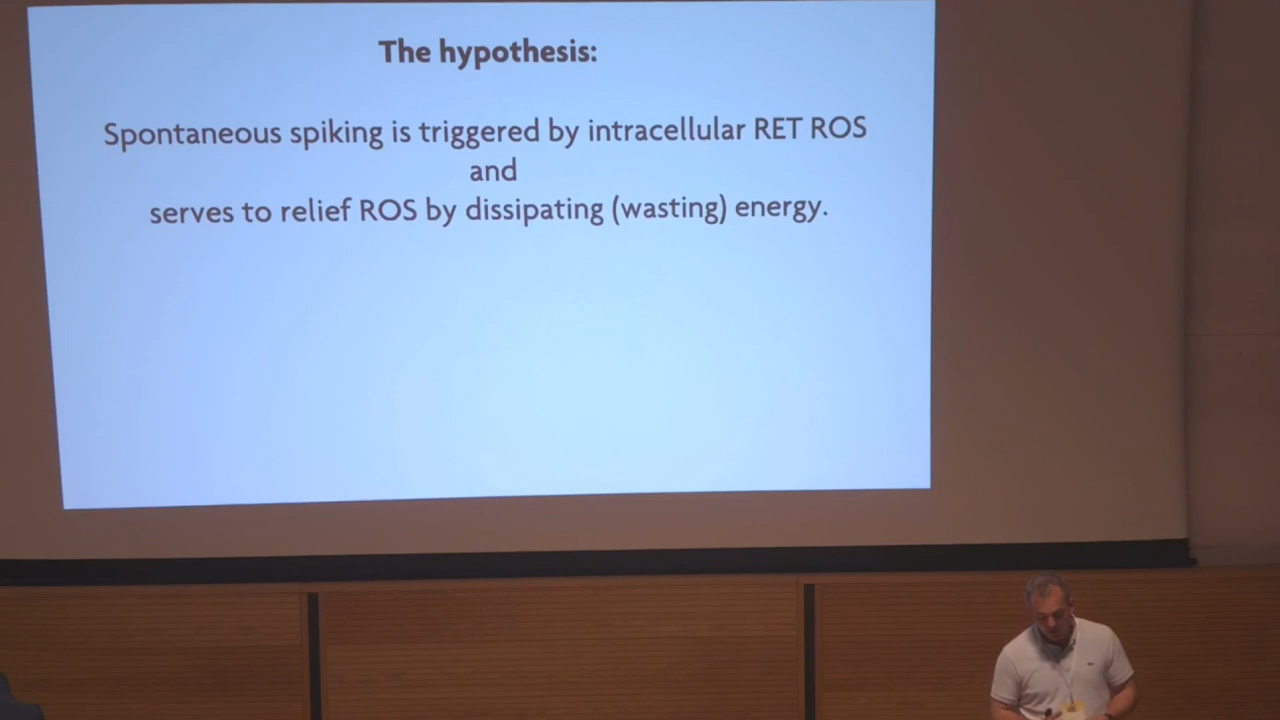 The hypothesis:
Spontaneous spiking is triggered by intracellular RET ROS
and
serves to relief ROS by dissipating (wasting) energy.